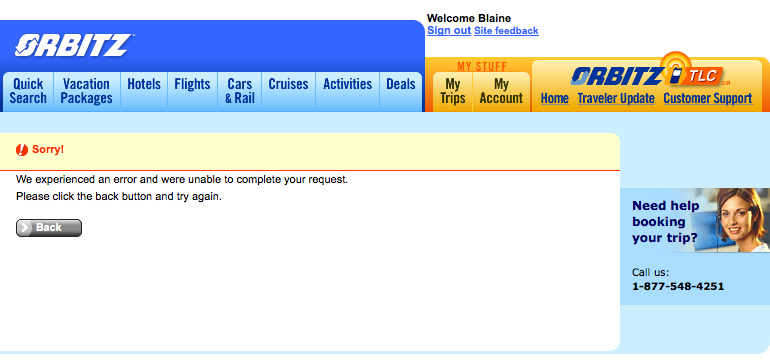 Welcome Blaine
Sign out Site feedback
ORBITZ
MY STUFF
ORBITZ TLC SM
Quick Search
Vacation Packages
Hotels
Flights
Cars & Rail
Cruises
Activities
Deals
My Trips
My Account
Home Traveler Update Customer Support
Sorry!
We experienced an error and were unable to complete your request.
Please click the back button and try again.
Back
Need help
booking
your trip?
Call us:
1-877-548-4251